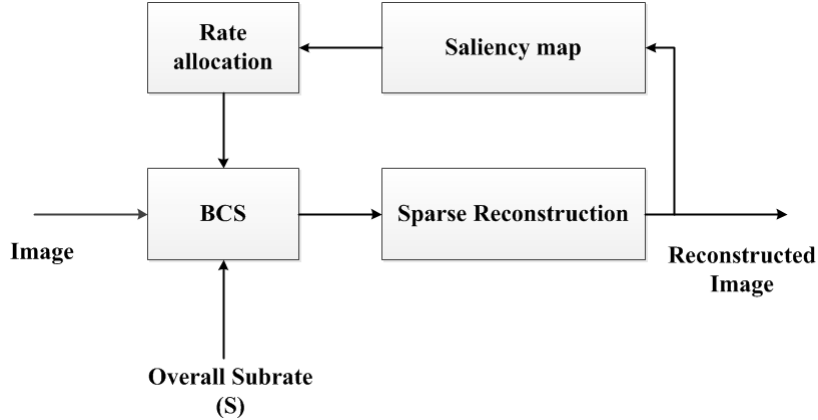 Rate
allocation
Saliency map
BCS
Sparse Reconstruction
Image
Reconstructed
Image
Overall Subrate
(S)